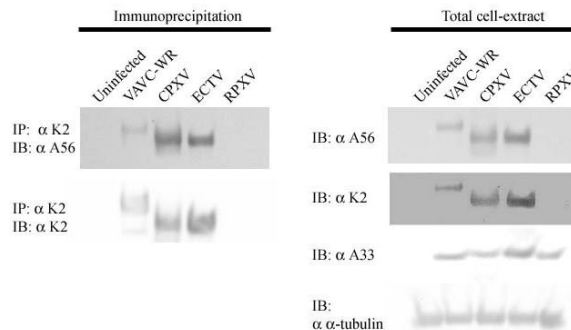 Immunoprecipitation
Uninfected
VAVC-WR
CPXV
ECTV
RPXV
IP: α K2
IB: α A56
IP: α K2
IB: α K2
Total cell-extract
Uninfected
VAVC-WR
CPXV
ECTV
RPXV
IB: α A56
IB: α K2
IB: α A33
IB:
α α-tubulin